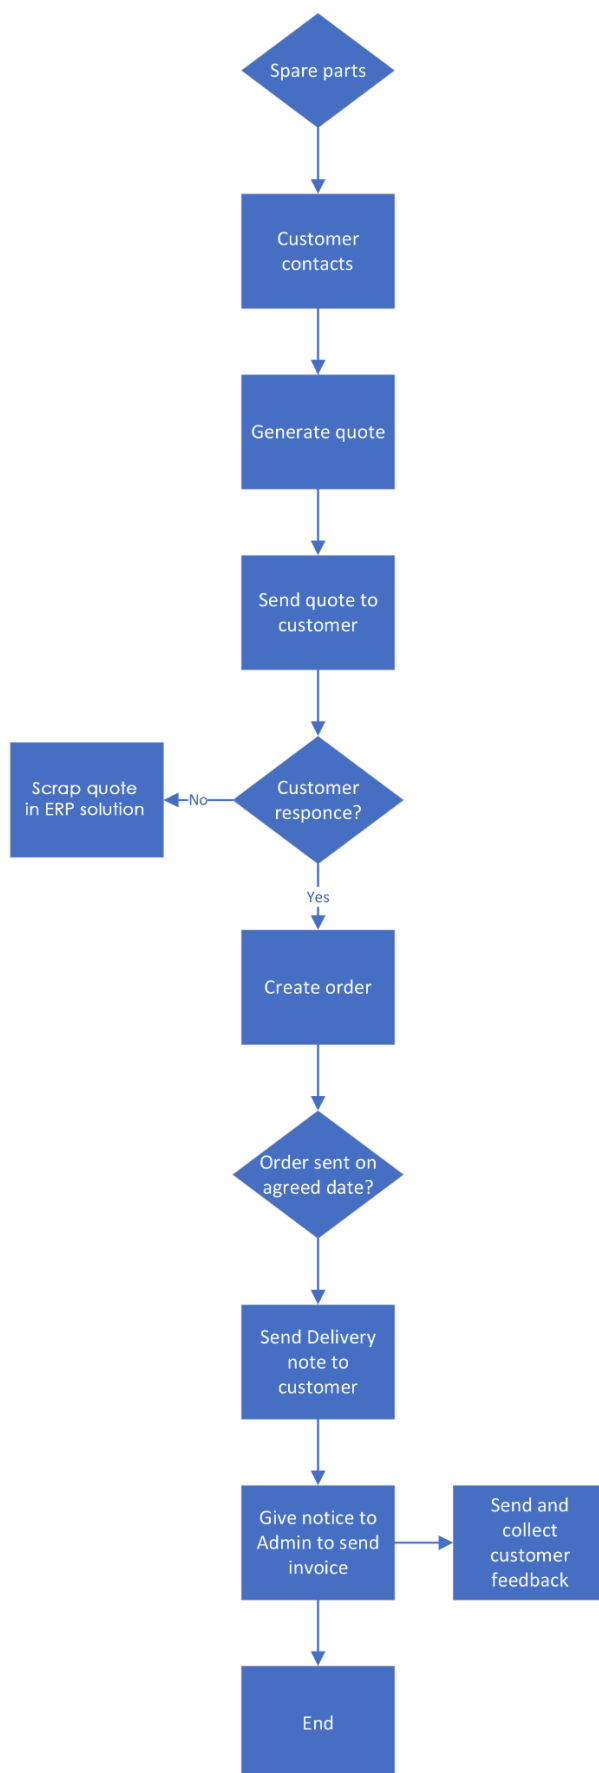 Spare parts
Customer
contacts
Generate quote
Send quote to
customer
Customer
responce?
No
Scrap quote
in ERP solution
Yes
Create order
Order sent on
agreed date?
Send Delivery
note to
customer
Give notice to
Admin to send
invoice
Send and
collect
customer
feedback
End